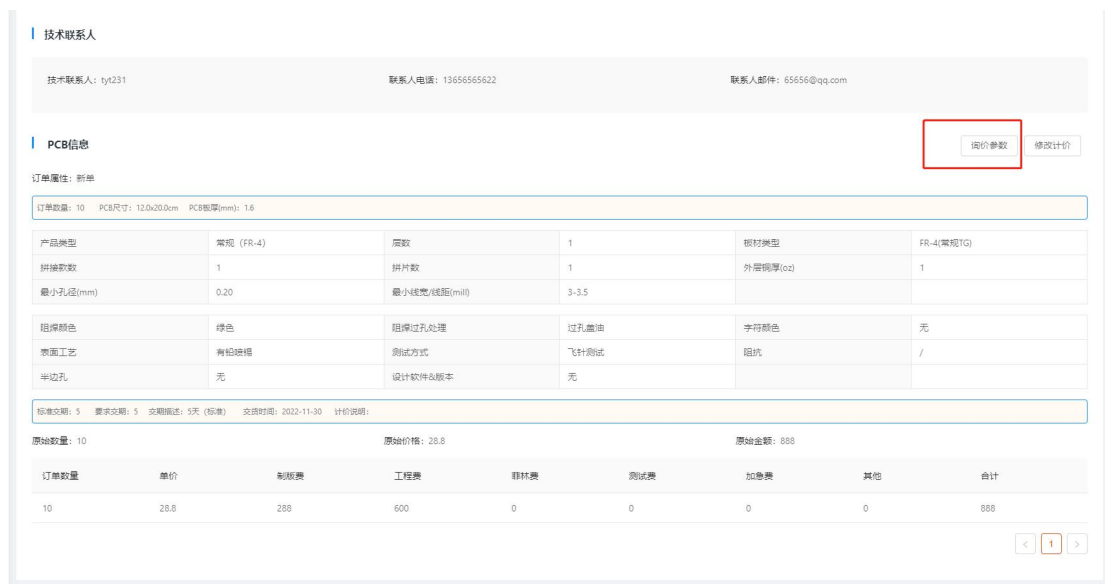 技术联系人
技术联系人: tyt231 联系人电话: 13656565622 联系人邮件: 65656@qq.com
PCB信息 询价参数 修改计价
订单属性: 新单
订单数量: 10 PCB尺寸: 12.0x20.0cm PCB板厚(mm): 1.6
产品类型 常规 (FR-4) 层数 1 板材类型 FR-4(常规TG)
拼接款数 1 拼片数 1 外层铜厚(oz) 1
最小孔径(mm) 0.20 最小线宽/线距(mill) 3-3.5
阻焊颜色 绿色 阻焊过孔处理 过孔盖油 字符颜色 无
表面工艺 有铅喷锡 测试方式 飞针测试 阻抗 /
半边孔 无 设计软件&版本 无
标准交期: 5 要求交期: 5 交期描述: 5天 (标准) 交货时间: 2022-11-30 计价说明:
原始数量: 10 原始价格: 28.8 原始金额: 888
订单数量 单价 制版费 工程费 菲林费 测试费 加急费 其他 合计
10 28.8 288 600 0 0 0 0 888
< 1 >